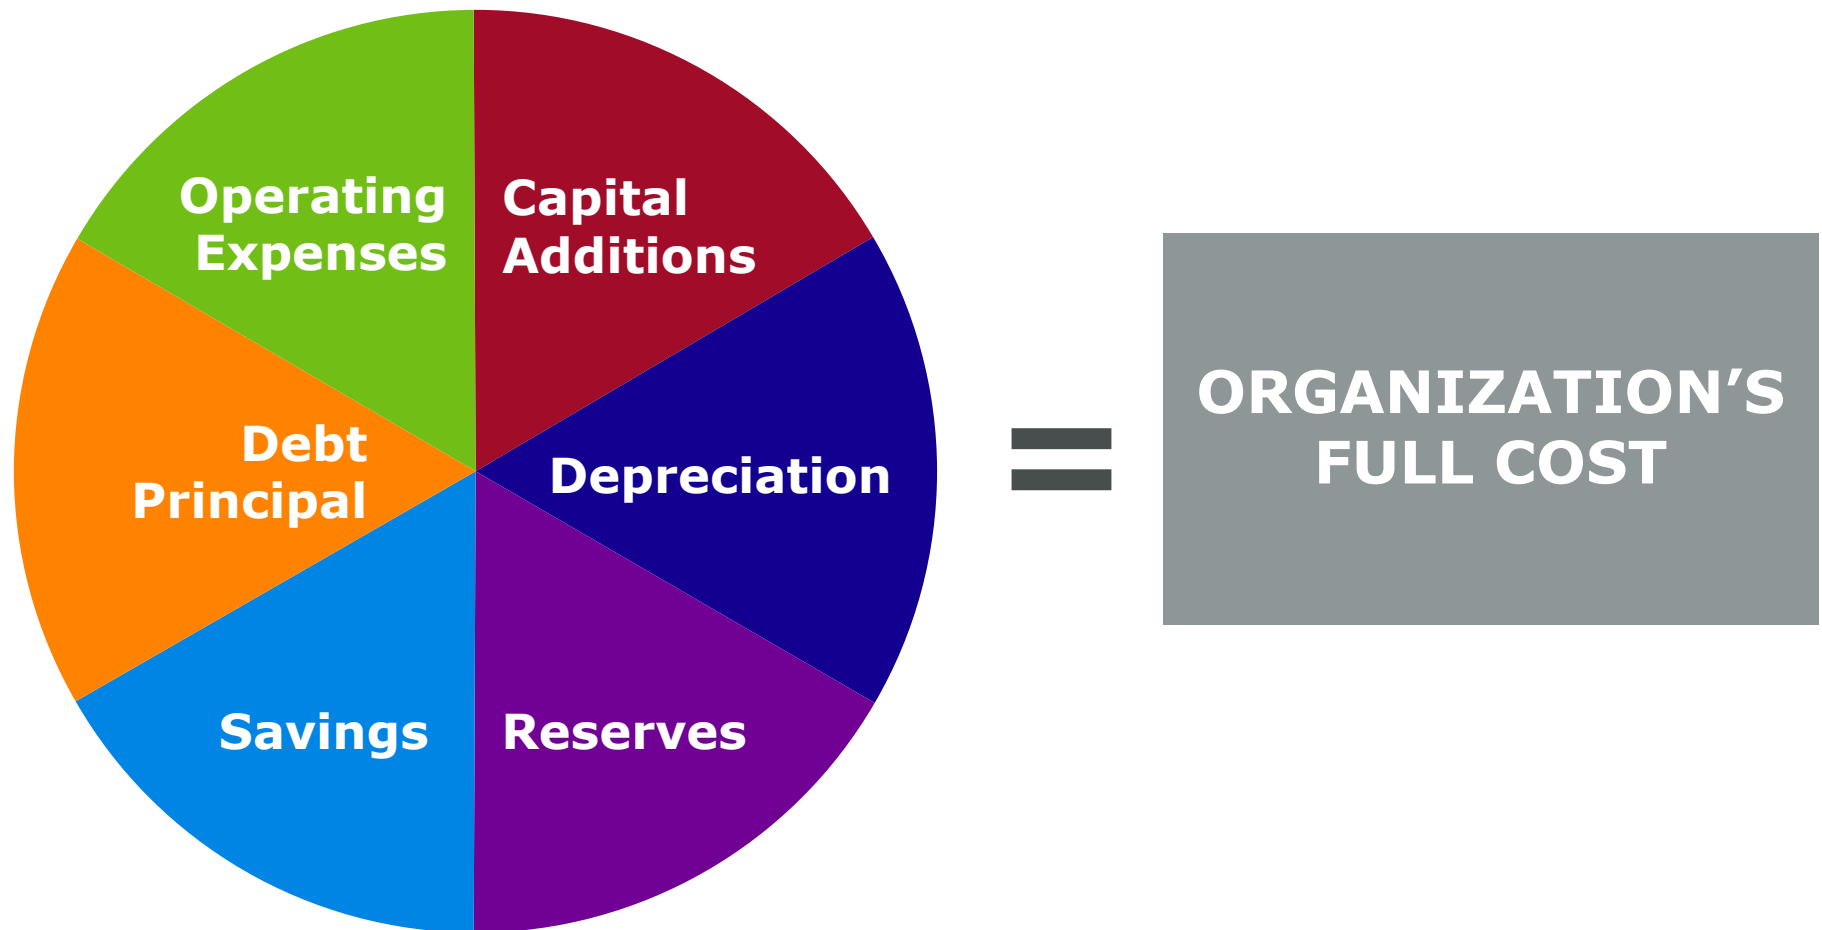 Operating
Expenses
Capital
Additions
Debt
Principal
Depreciation
Savings
Reserves
=
ORGANIZATION’S
FULL COST